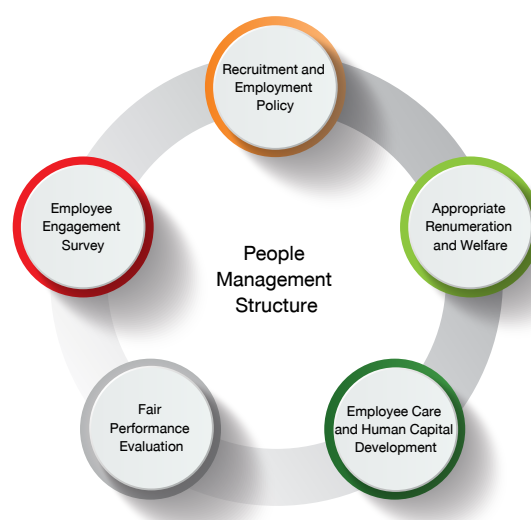 Recruitment and
Employment
Policy
Appropriate
Renumeration
and Welfare
Employee Care
and Human Capital
Development
Fair
Performance
Evaluation
Employee
Engagement
Survey
People
Management
Structure